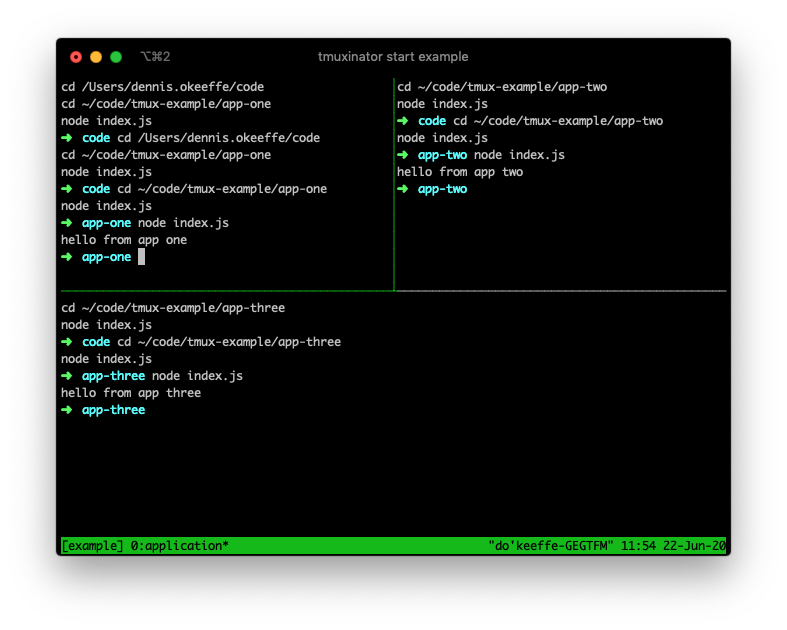 ⌥⌘2
tmuxinator start example
cd /Users/dennis.okeeffe/code
cd ~/code/tmux-example/app-one
node index.js
➜ code cd /Users/dennis.okeeffe/code
cd ~/code/tmux-example/app-one
node index.js
➜ code cd ~/code/tmux-example/app-one
node index.js
➜ app-one node index.js
hello from app one
➜ app-one
cd ~/code/tmux-example/app-two
node index.js
➜ code cd ~/code/tmux-example/app-two
node index.js
➜ app-two node index.js
hello from app two
➜ app-two
cd ~/code/tmux-example/app-three
node index.js
➜ code cd ~/code/tmux-example/app-three
node index.js
➜ app-three node index.js
hello from app three
➜ app-three
[example] 0:application* "do'keeffe-GEGTFM" 11:54 22-Jun-20